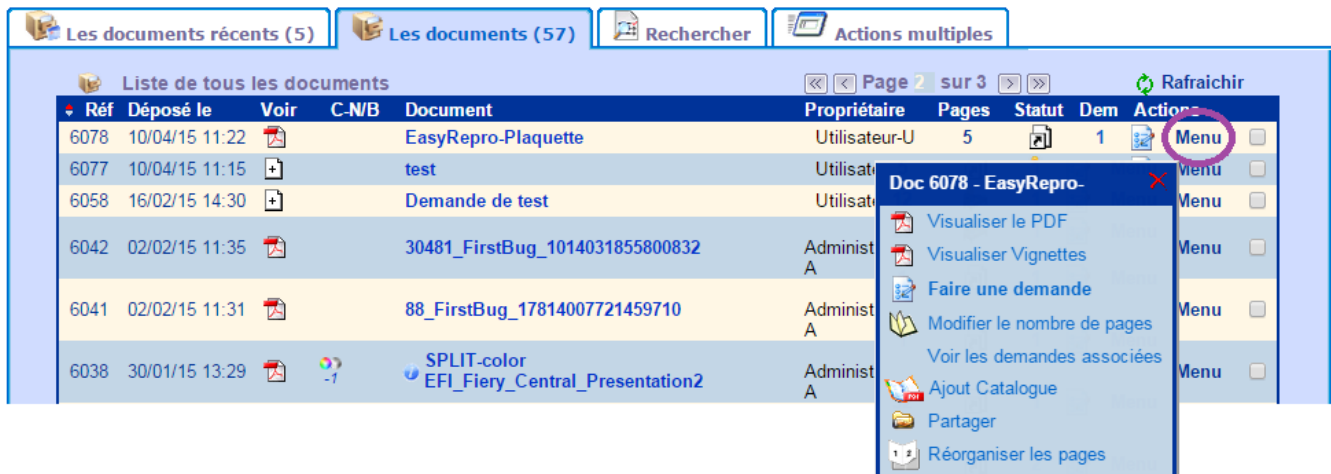 Les documents récents (5) Les documents (57) Rechercher Actions multiples
Liste de tous les documents Page 2 sur 3 Rafraichir
Réf Déposé le Voir C-N/B Document Propriétaire Pages Statut Dem Actions
6078 10/04/15 11:22 EasyRepro-Plaquette Utilisateur-U 5 1 Menu
6077 10/04/15 11:15 test Utilisat Menu
6058 16/02/15 14:30 Demande de test Utilisat Menu
6042 02/02/15 11:35 30481_FirstBug_1014031855800832 Administ Menu
A
6041 02/02/15 11:31 88_FirstBug_17814007721459710 Administ Menu
A
6038 30/01/15 13:29 -1 SPLIT-color
EFI_Fiery_Central_Presentation2 Administ Menu
A
Doc 6078 - EasyRepro-
Visualiser le PDF
Visualiser Vignettes
Faire une demande
Modifier le nombre de pages
Voir les demandes associées
Ajout Catalogue
Partager
Réorganiser les pages